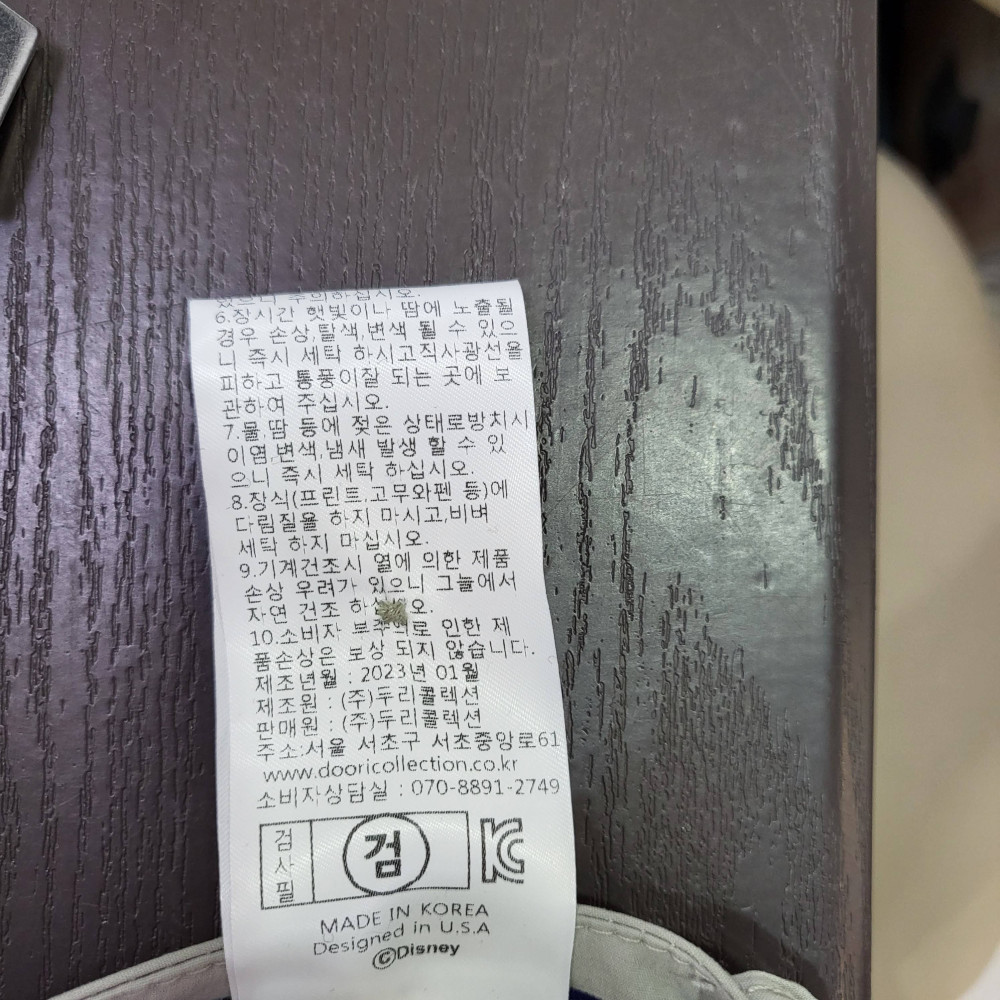 있으니 주의하십시오.
6.장시간 햇빛이나 땀에 노출될
경우 손상,탈색,변색 될 수 있으
니 즉시 세탁 하시고직사광선을
피하고 통풍이잘 되는 곳에 보
관하여 주십시오.
7.물,땀 등에 젖은 상태로방치시
이염,변색,냄새 발생 할 수 있
으니 즉시 세탁 하십시오.
8.장식(프린트,고무와펜 등)에
다림질을 하지 마시고,비벼
세탁 하지 마십시오.
9.기계건조시 열에 의한 제품
손상 우려가 있으니 그늘에서
자연 건조 하십시오.
10.소비자 부주의로 인한 제
품손상은 보상 되지 않습니다.
제조년월 : 2023년 01월
제조원 : (주)두리콜렉션
판매원 : (주)두리콜렉션
주소:서울 서초구 서초중앙로61
www.dooricollection.co.kr
소비자상담실 : 070-8891-2749
검사필 검
KC
MADE IN KOREA
Designed in U.S.A
©Disney